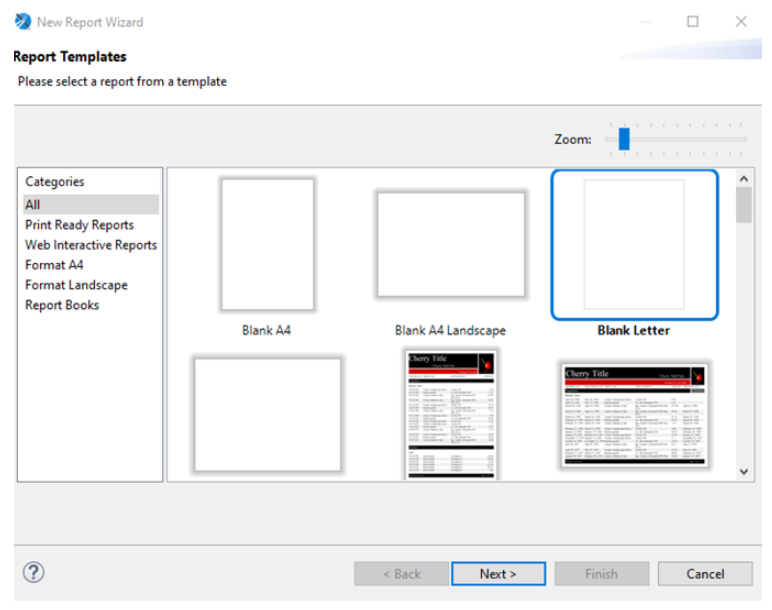 New Report Wizard
Report Templates
Please select a report from a template
Zoom:
Categories
All
Print Ready Reports
Web Interactive Reports
Format A4
Format Landscape
Report Books
Blank A4
Blank A4 Landscape
Blank Letter
Cherry Title
Cherry Title
?
< Back
Next >
Finish
Cancel